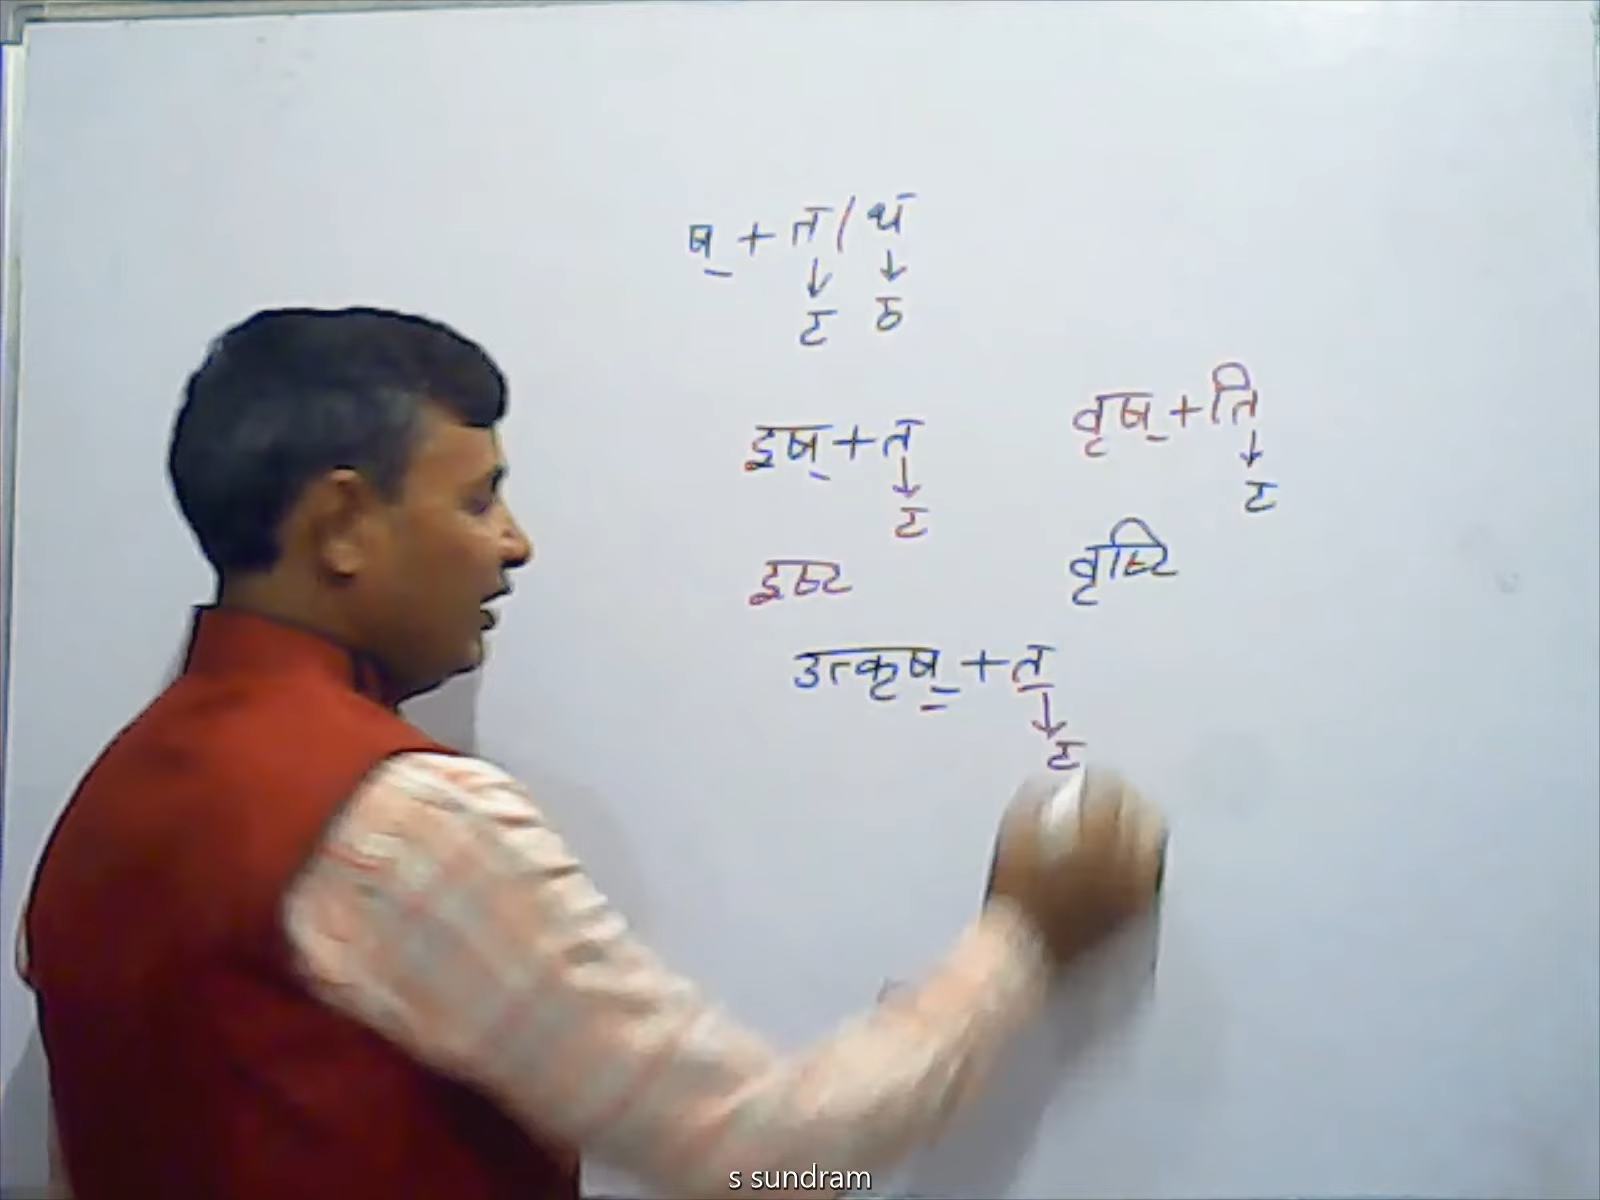 ष् + त / थ
↓ ↓
ट ठ
इष् + त
↓
ट
इष्ट
वृष् + ति
↓
ट
वृष्टि
उत्कृष् + त
↓
ट
s sundram